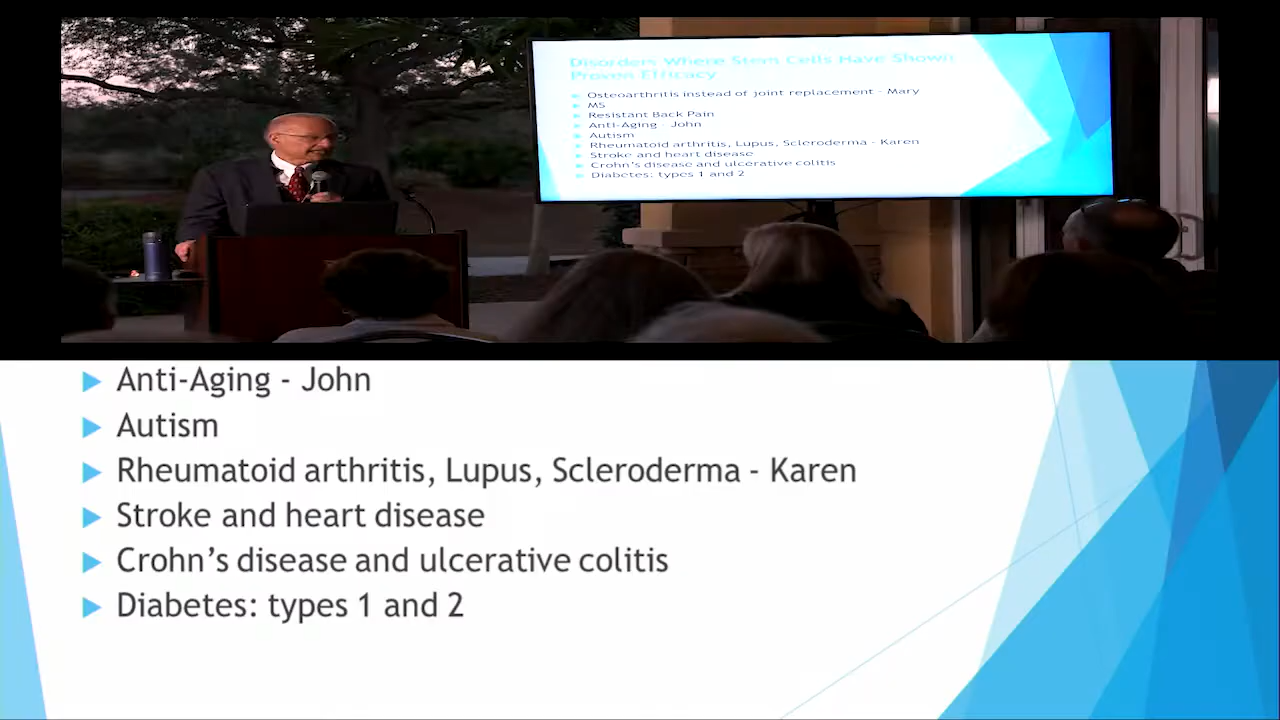 Disorders Where Stem Cells Have Shown
Proven Efficacy
Osteoarthritis instead of joint replacement - Mary
MS
Resistant Back Pain
Anti-Aging - John
Autism
Rheumatoid arthritis, Lupus, Scleroderma - Karen
Stroke and heart disease
Crohn's disease and ulcerative colitis
Diabetes: types 1 and 2
Anti-Aging - John
Autism
Rheumatoid arthritis, Lupus, Scleroderma - Karen
Stroke and heart disease
Crohn’s disease and ulcerative colitis
Diabetes: types 1 and 2